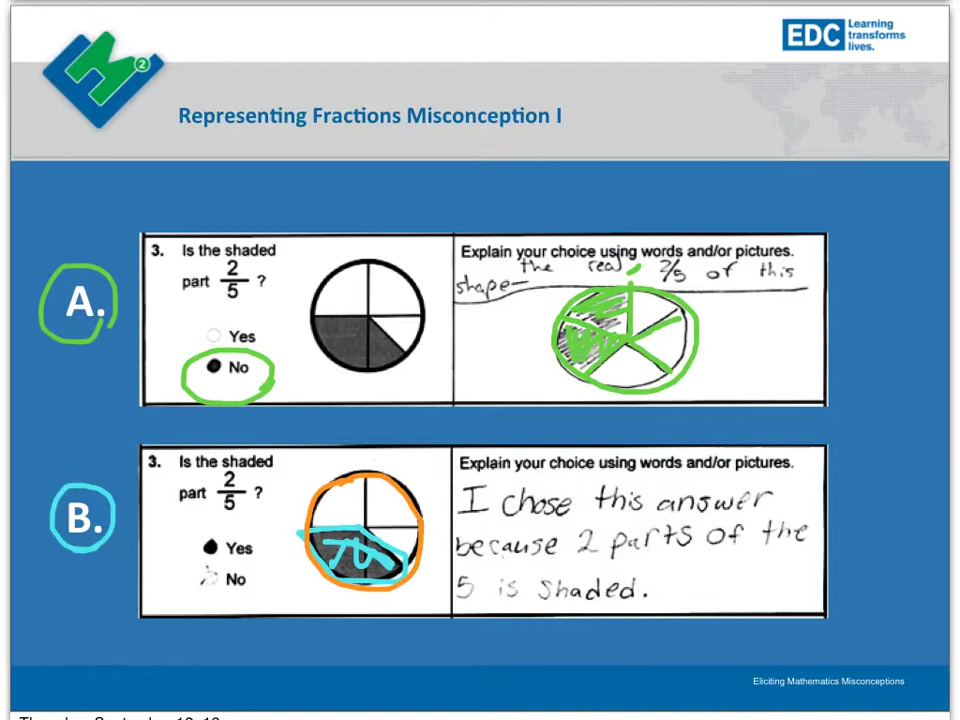 EDC Learning
transforms
lives.
2
Representing Fractions Misconception I
A.
3. Is the shaded
part 2/5 ?
Yes
No
Explain your choice using words and/or pictures.
the real 2/5 of this
shape—
B.
3. Is the shaded
part 2/5 ?
Yes
No
Explain your choice using words and/or pictures.
I chose this answer
because 2 parts of the
5 is shaded.
Eliciting Mathematics Misconceptions